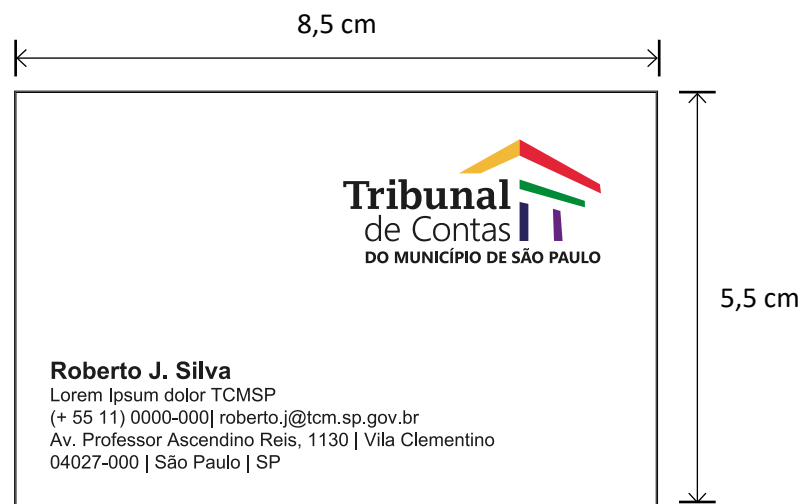 8,5 cm
Tribunal
de Contas
DO MUNICÍPIO DE SÃO PAULO
5,5 cm
Roberto J. Silva
Lorem Ipsum dolor TCMSP
(+ 55 11) 0000-000| roberto.j@tcm.sp.gov.br
Av. Professor Ascendino Reis, 1130 | Vila Clementino
04027-000 | São Paulo | SP